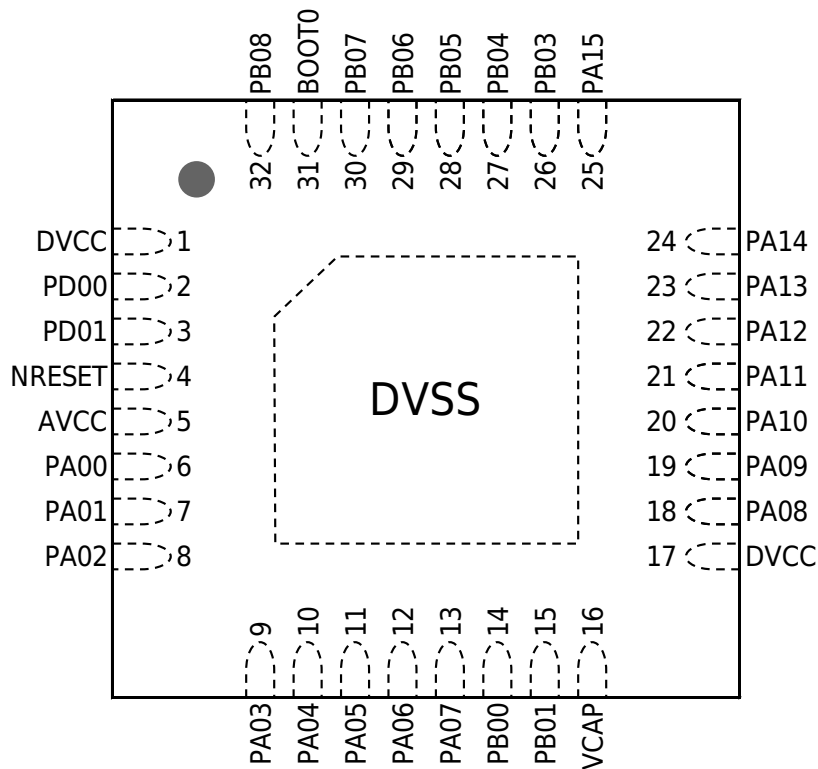 PB08
BOOT0
PB07
PB06
PB05
PB04
PB03
PA15
32
31
30
29
28
27
26
25
DVCC 1
PD00 2
PD01 3
NRESET 4
AVCC 5
PA00 6
PA01 7
PA02 8
24 PA14
23 PA13
22 PA12
21 PA11
20 PA10
19 PA09
18 PA08
17 DVCC
DVSS
9
10
11
12
13
14
15
16
PA03
PA04
PA05
PA06
PA07
PB00
PB01
VCAP